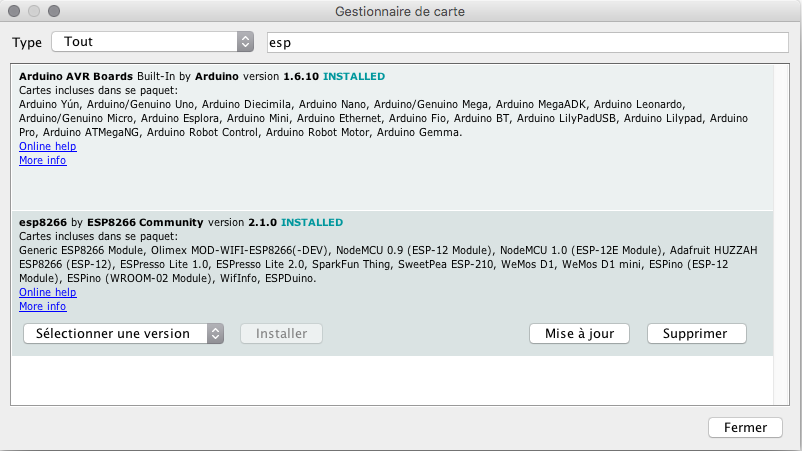 Gestionnaire de carte
Type Tout esp
Arduino AVR Boards Built-In by Arduino version 1.6.10 INSTALLED
Cartes incluses dans se paquet:
Arduino Yún, Arduino/Genuino Uno, Arduino Diecimila, Arduino Nano, Arduino/Genuino Mega, Arduino MegaADK, Arduino Leonardo,
Arduino/Genuino Micro, Arduino Esplora, Arduino Mini, Arduino Ethernet, Arduino Fio, Arduino BT, Arduino LilyPadUSB, Arduino Lilypad, Arduino
Pro, Arduino ATMegaNG, Arduino Robot Control, Arduino Robot Motor, Arduino Gemma.
Online help
More info
esp8266 by ESP8266 Community version 2.1.0 INSTALLED
Cartes incluses dans se paquet:
Generic ESP8266 Module, Olimex MOD-WIFI-ESP8266(-DEV), NodeMCU 0.9 (ESP-12 Module), NodeMCU 1.0 (ESP-12E Module), Adafruit HUZZAH
ESP8266 (ESP-12), ESPresso Lite 1.0, ESPresso Lite 2.0, SparkFun Thing, SweetPea ESP-210, WeMos D1, WeMos D1 mini, ESPino (ESP-12
Module), ESPino (WROOM-02 Module), WifInfo, ESPDuino.
Online help
More info
Sélectionner une version Installer Mise à jour Supprimer
Fermer